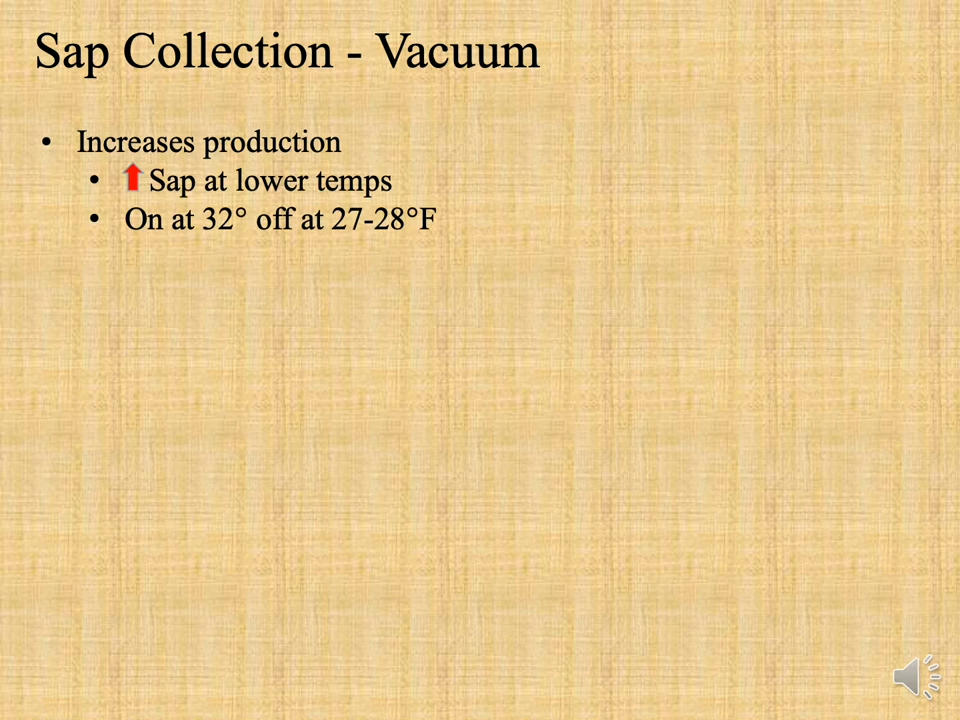 Sap Collection - Vacuum
• Increases production
• Sap at lower temps
• On at 32° off at 27-28°F